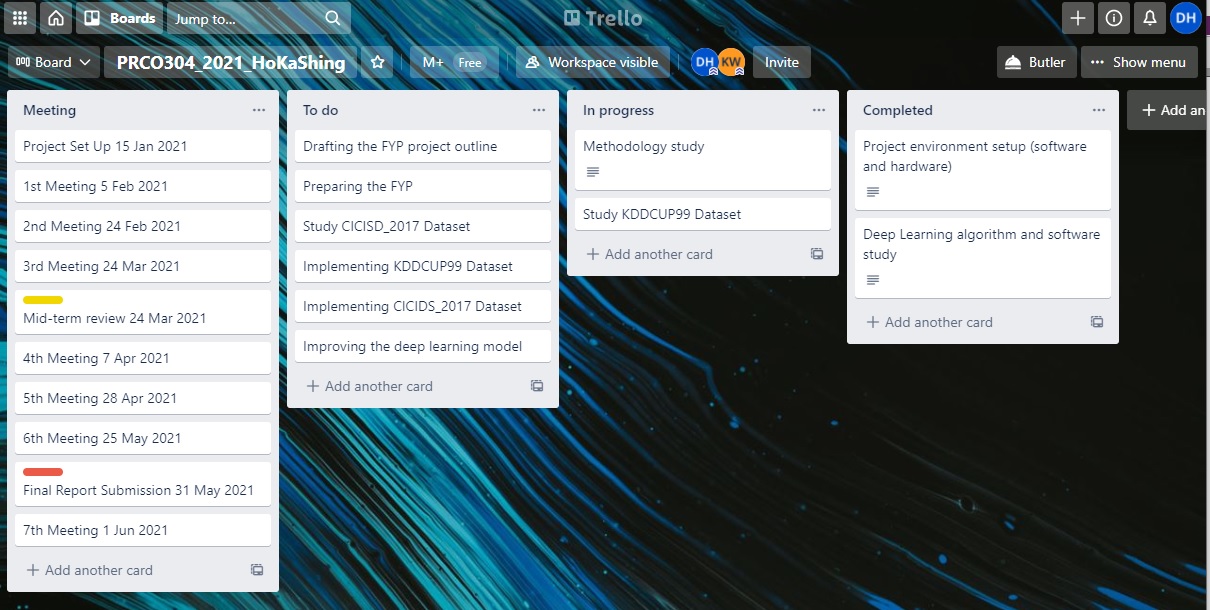 Boards
Jump to...
Trello
DH
Board
PRCO304_2021_HoKaShing
M+ Free
Workspace visible
DH KW
Invite
Butler
Show menu
Meeting
Project Set Up 15 Jan 2021
1st Meeting 5 Feb 2021
2nd Meeting 24 Feb 2021
3rd Meeting 24 Mar 2021
Mid-term review 24 Mar 2021
4th Meeting 7 Apr 2021
5th Meeting 28 Apr 2021
6th Meeting 25 May 2021
Final Report Submission 31 May 2021
7th Meeting 1 Jun 2021
Add another card
To do
Drafting the FYP project outline
Preparing the FYP
Study CICISD_2017 Dataset
Implementing KDDCUP99 Dataset
Implementing CICIDS_2017 Dataset
Improving the deep learning model
Add another card
In progress
Methodology study
Study KDDCUP99 Dataset
Add another card
Completed
Project environment setup (software
and hardware)
Deep Learning algorithm and software
study
Add another card
Add an